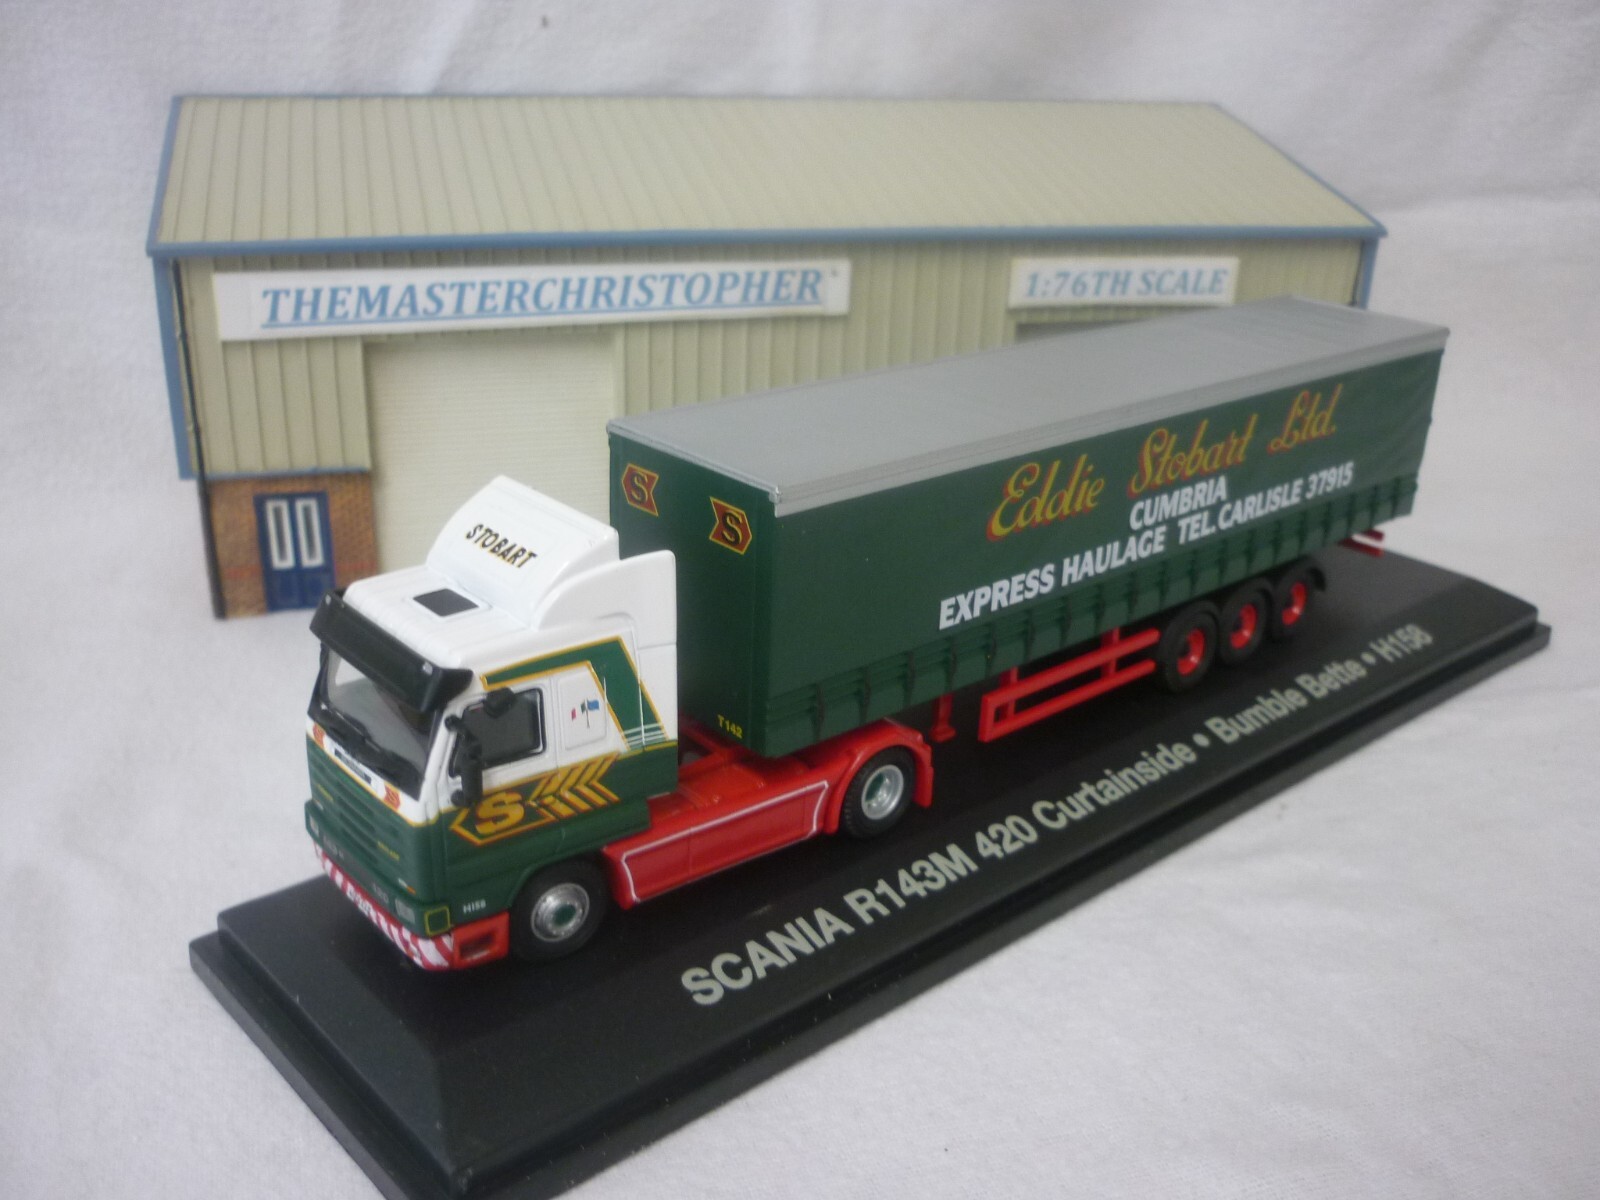 THEMASTERCHRISTOPHER
1:76TH SCALE
Eddie Stobart Ltd.
CUMBRIA
EXPRESS HAULAGE TEL. CARLISLE 37915
S
S
STOBART
T142
S
S
H158
SCANIA R143M 420 Curtainside • Bumble Bette • H158